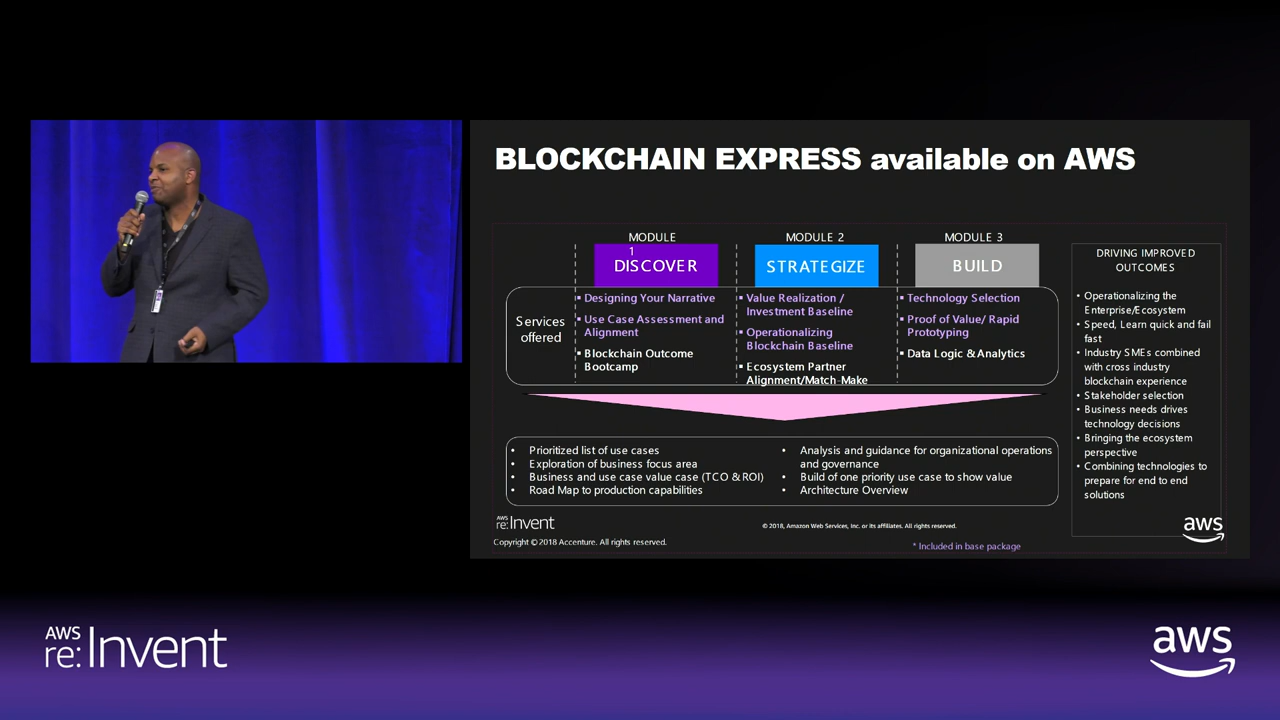 BLOCKCHAIN EXPRESS available on AWS
MODULE
1
DISCOVER
MODULE 2
STRATEGIZE
MODULE 3
BUILD
Services
offered
▪ Designing Your Narrative
▪ Use Case Assessment and
Alignment
▪ Blockchain Outcome
Bootcamp
▪ Value Realization /
Investment Baseline
▪ Operationalizing
Blockchain Baseline
▪ Ecosystem Partner
Alignment/Match-Make
▪ Technology Selection
▪ Proof of Value/ Rapid
Prototyping
▪ Data Logic & Analytics
• Prioritized list of use cases
• Exploration of business focus area
• Business and use case value case (TCO & ROI)
• Road Map to production capabilities
• Analysis and guidance for organizational operations
and governance
• Build of one priority use case to show value
• Architecture Overview
DRIVING IMPROVED
OUTCOMES
• Operationalizing the
Enterprise/Ecosystem
• Speed, Learn quick and fail
fast
• Industry SMEs combined
with cross industry
blockchain experience
• Stakeholder selection
• Business needs drives
technology decisions
• Bringing the ecosystem
perspective
• Combining technologies to
prepare for end to end
solutions
AWS
re:Invent
© 2018, Amazon Web Services, Inc. or its affiliates. All rights reserved.
aws
Copyright © 2018 Accenture. All rights reserved.
* Included in base package
AWS
re:Invent
aws